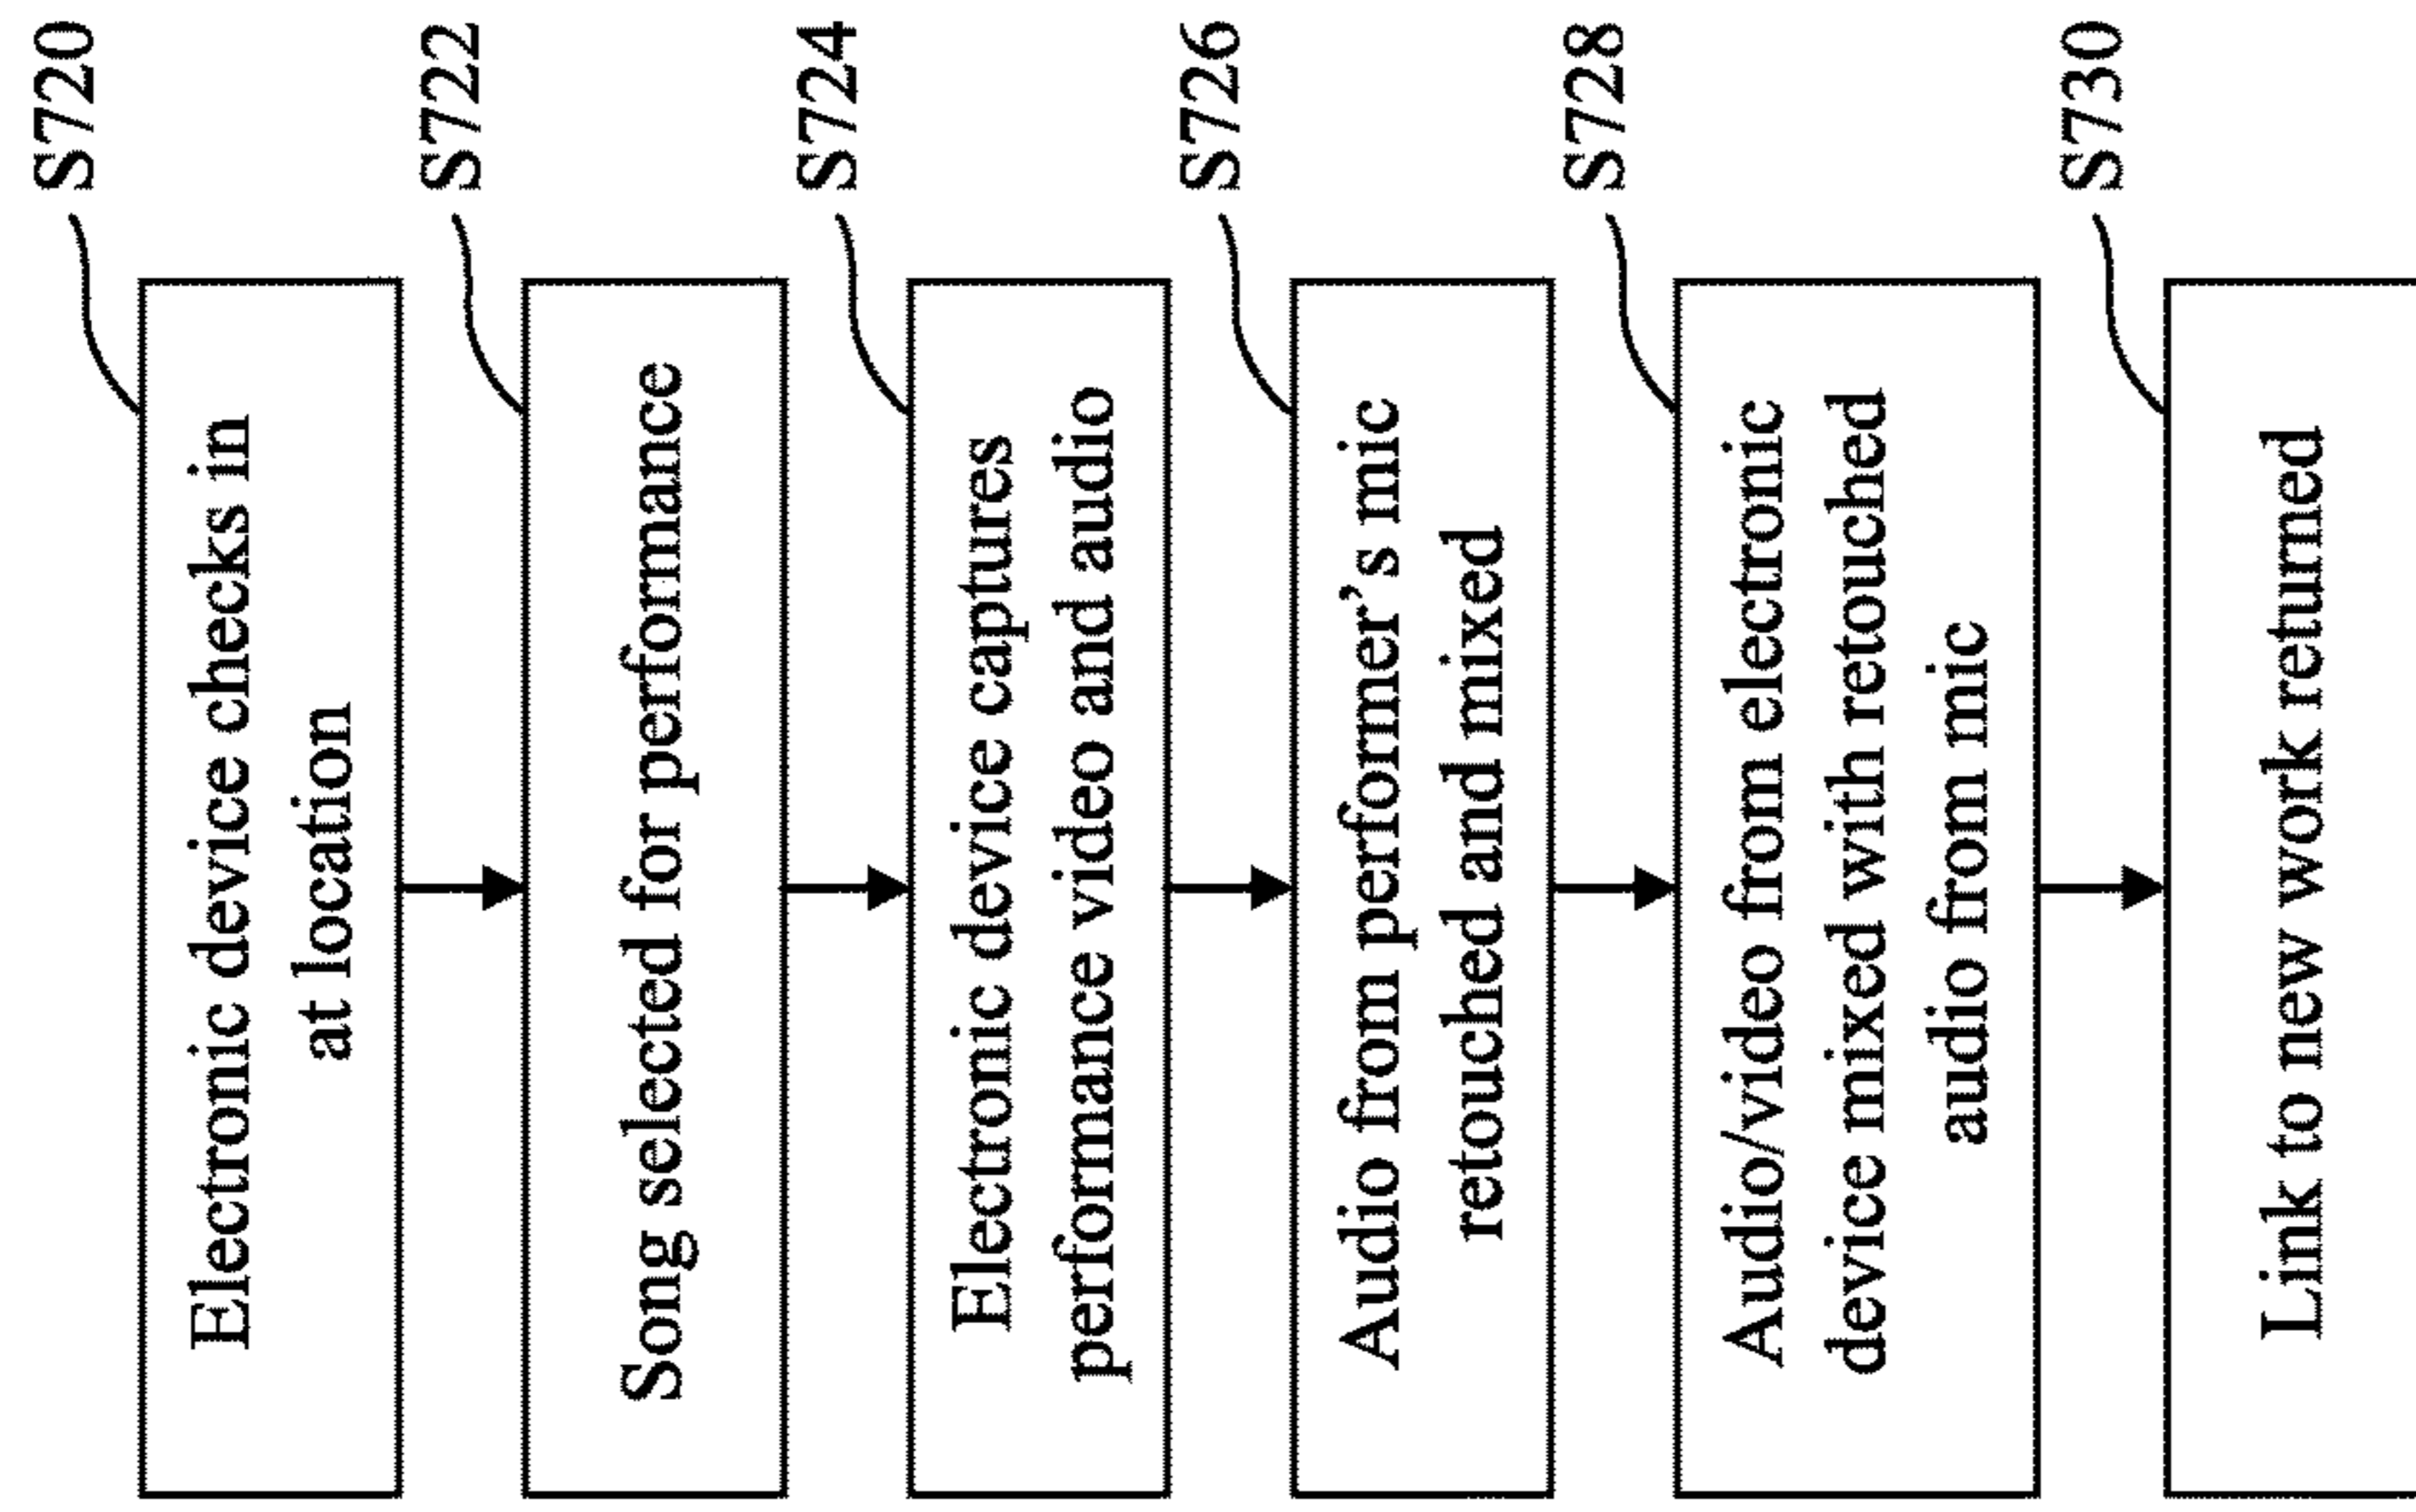 S720
Electronic device checks in
at location
S722
Song selected for performance
S724
Electronic device captures
performance video and audio
S726
Audio from performer's mic
retouched and mixed
S728
Audio/video from electronic
device mixed with retouched
audio from mic
S730
Link to new work returned